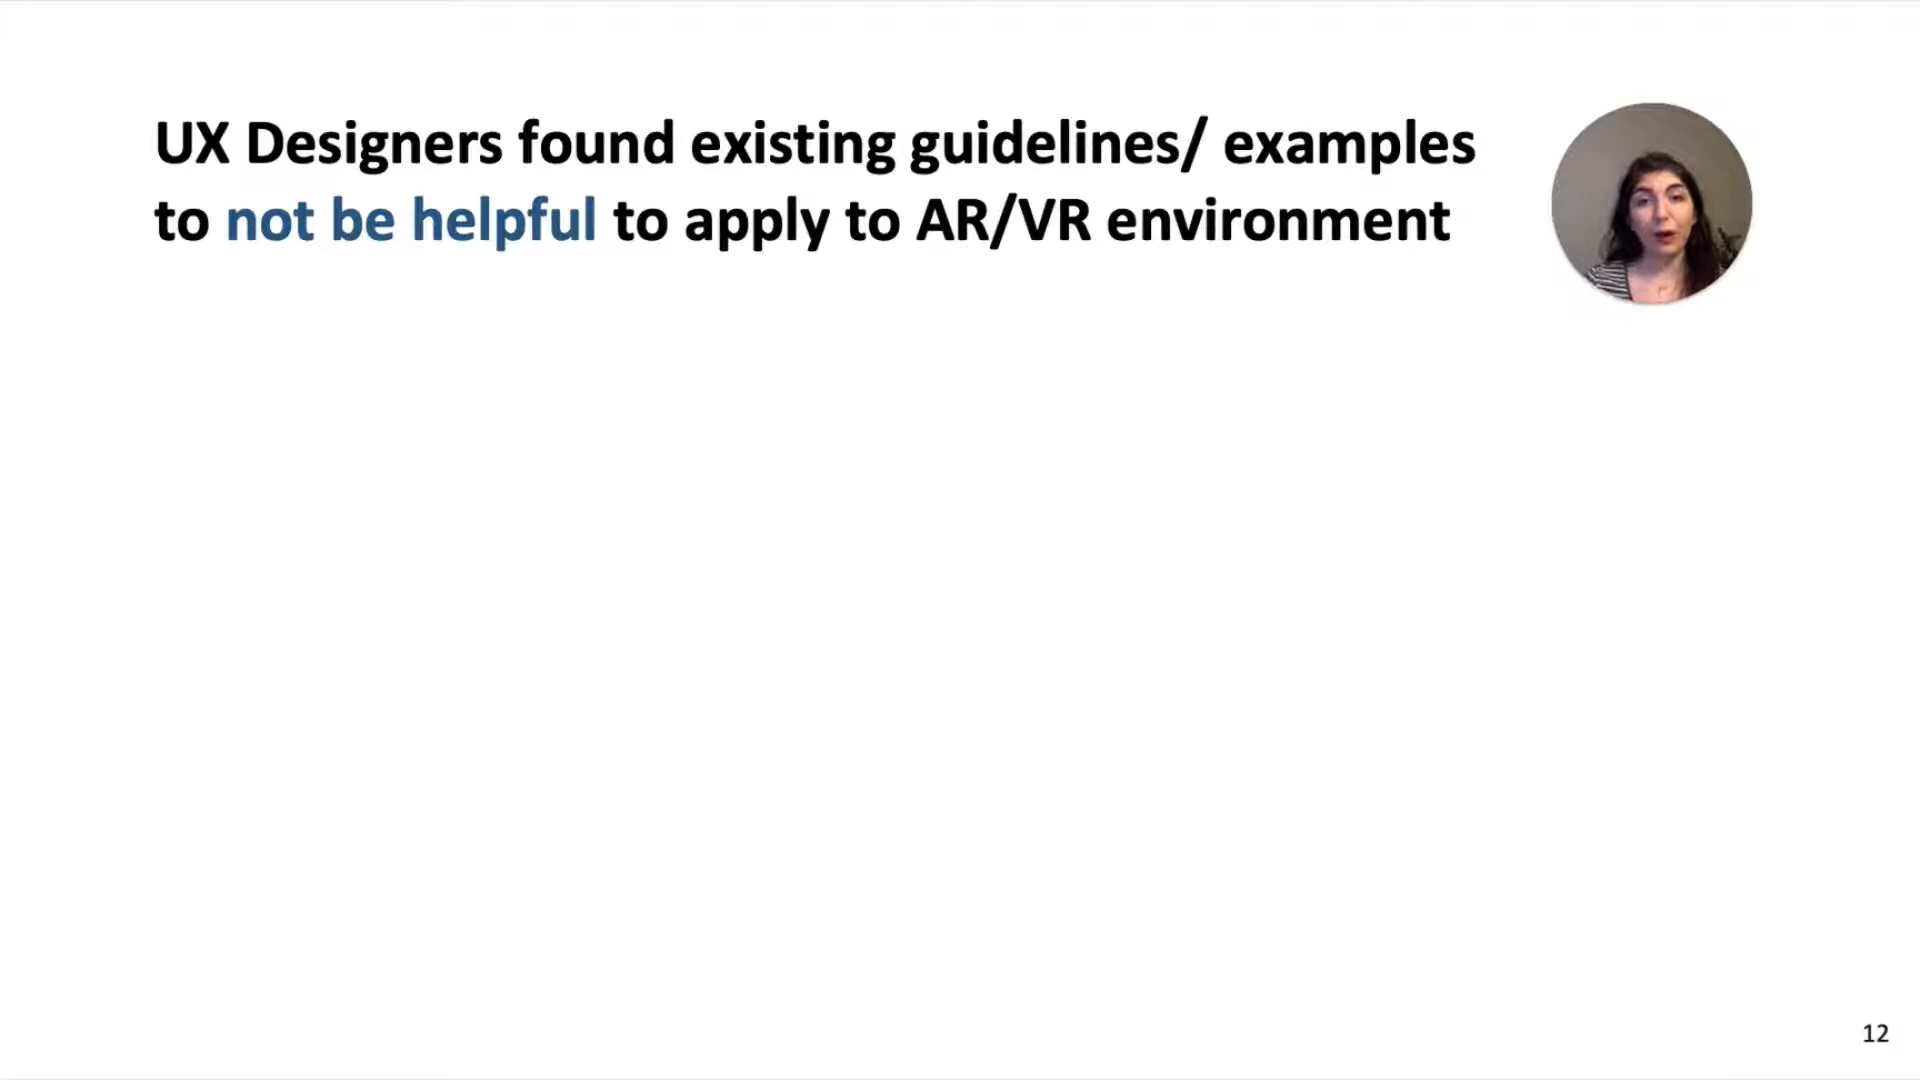 UX Designers found existing guidelines/ examples
to not be helpful to apply to AR/VR environment
12